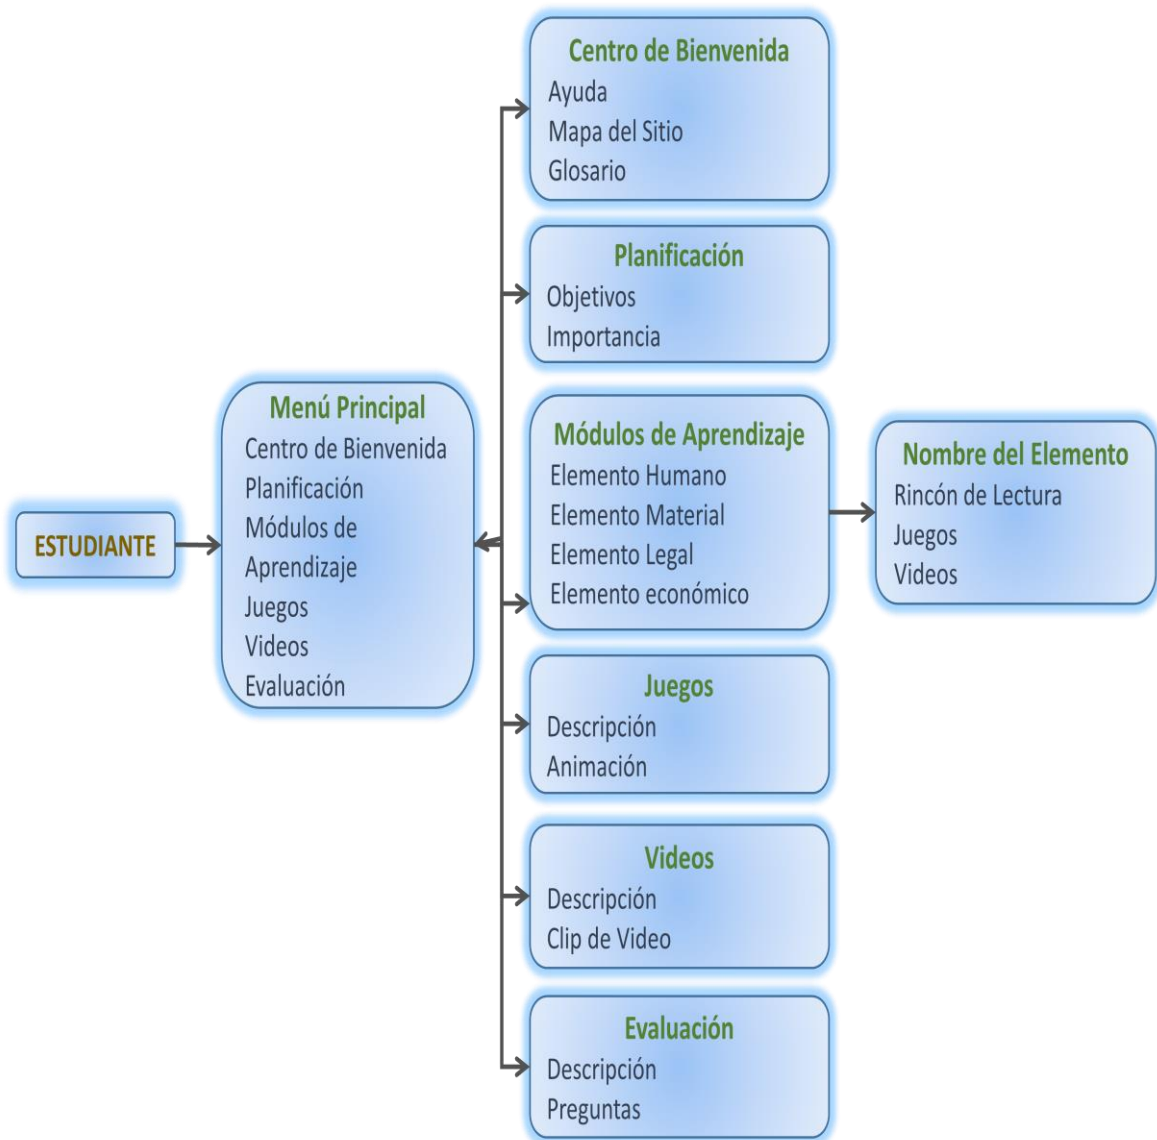 ESTUDIANTE
Menú Principal
Centro de Bienvenida
Planificación
Módulos de
Aprendizaje
Juegos
Videos
Evaluación
Centro de Bienvenida
Ayuda
Mapa del Sitio
Glosario
Planificación
Objetivos
Importancia
Módulos de Aprendizaje
Elemento Humano
Elemento Material
Elemento Legal
Elemento económico
Nombre del Elemento
Rincón de Lectura
Juegos
Videos
Juegos
Descripción
Animación
Videos
Descripción
Clip de Video
Evaluación
Descripción
Preguntas